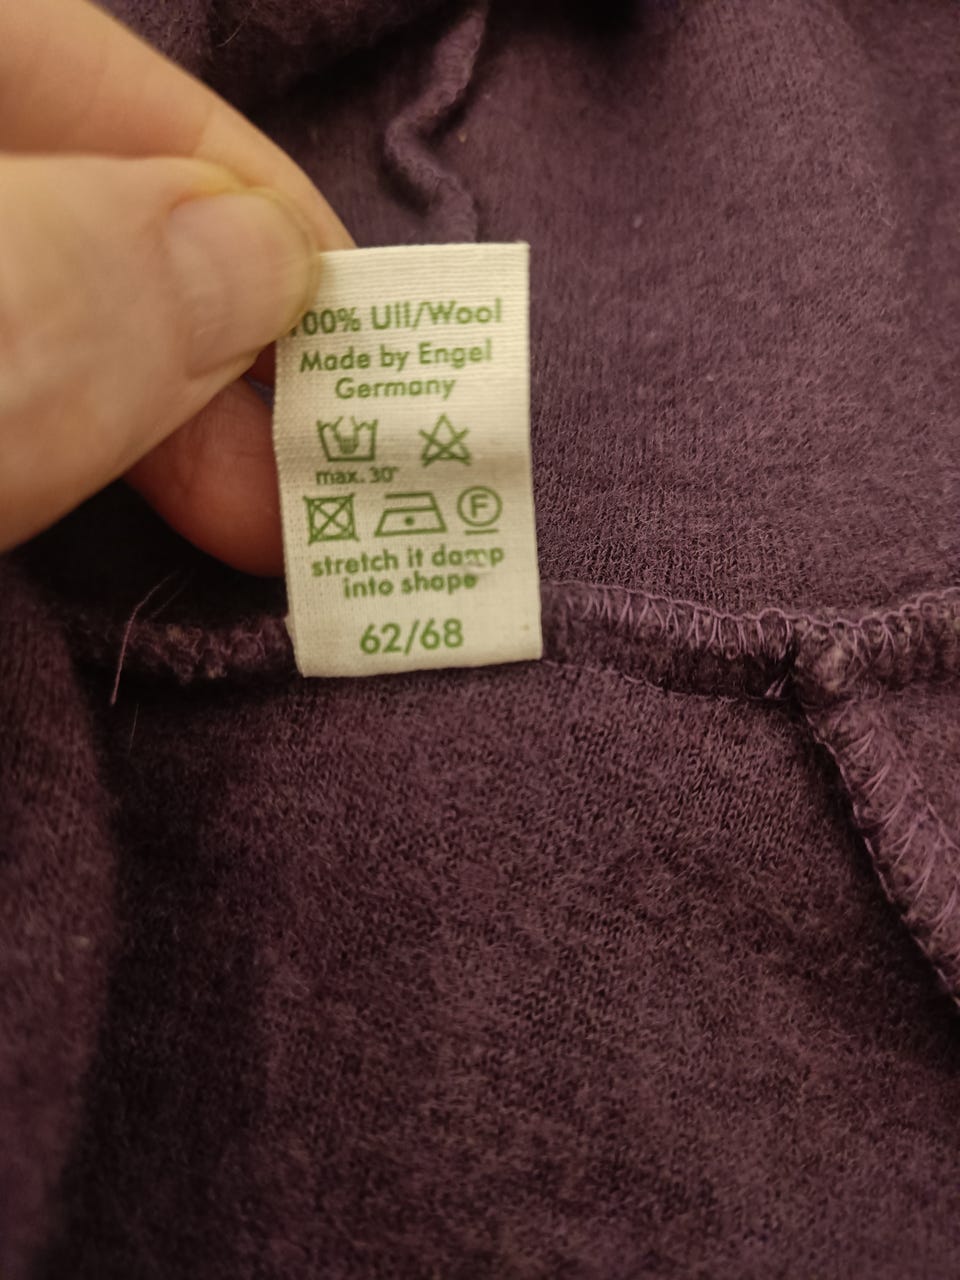 100% Ull/Wool
Made by Engel
Germany
max. 30°
F
stretch it damp
into shape
62/68